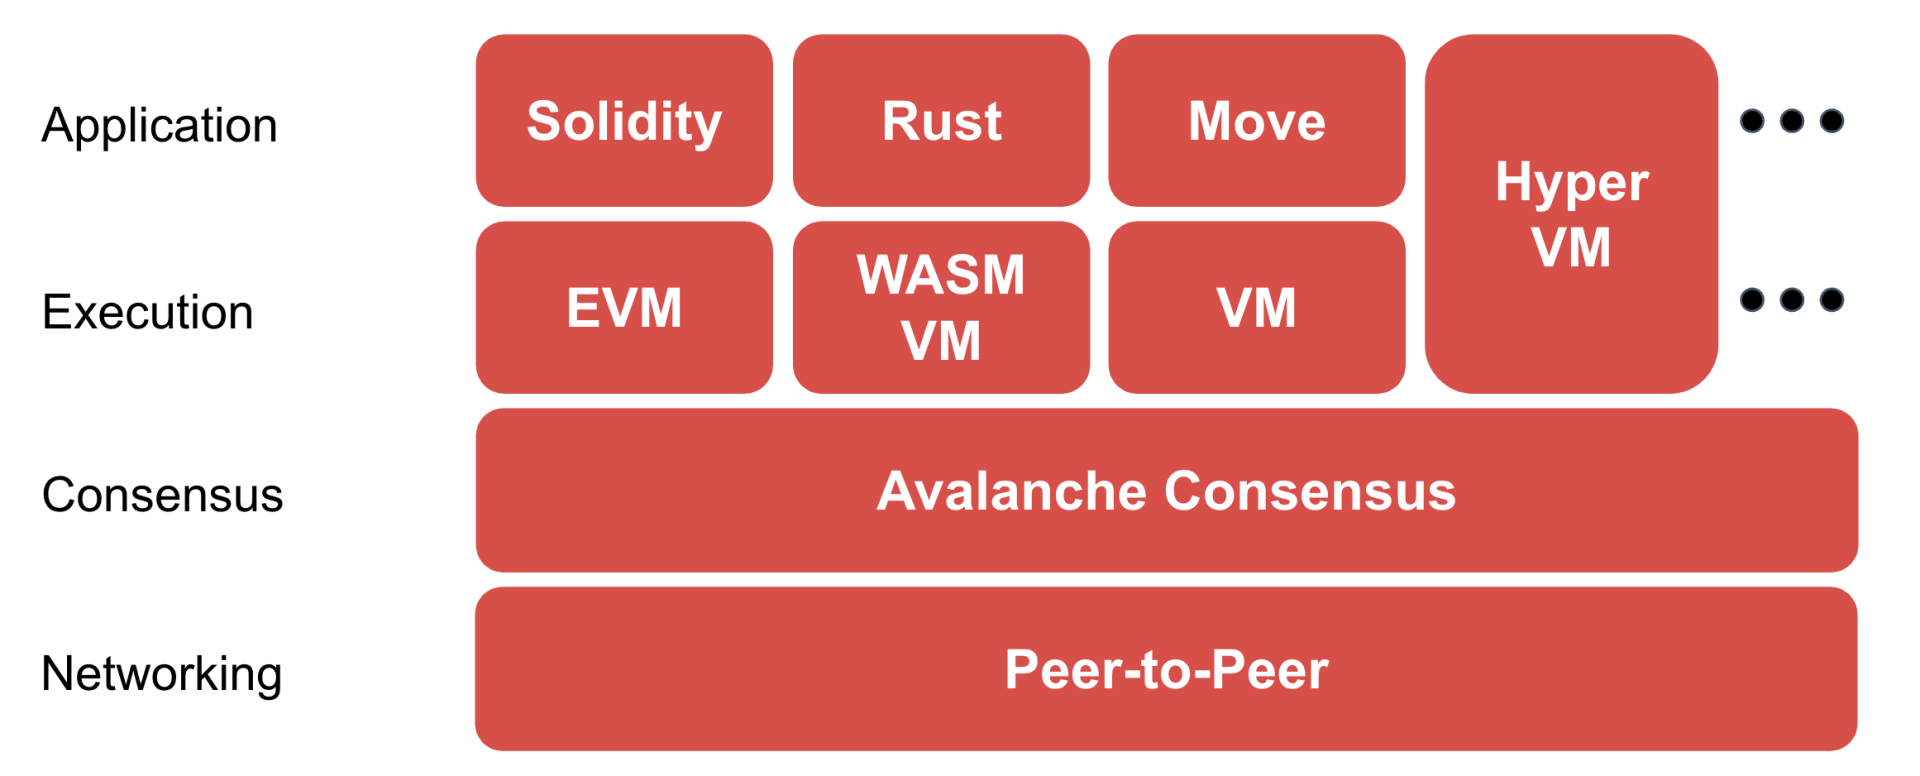 Application
Solidity
Rust
Move
Hyper
VM
Execution
EVM
WASM
VM
VM
Consensus
Avalanche Consensus
Networking
Peer-to-Peer